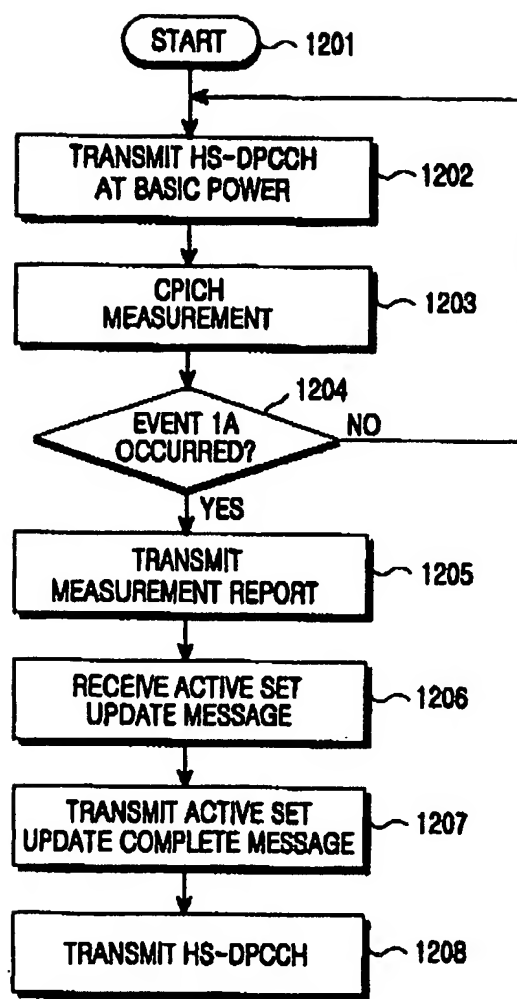 START
1201
TRANSMIT HS-DPCCH
AT BASIC POWER
1202
CPICH
MEASUREMENT
1203
1204
EVENT 1A
OCCURRED?
NO
YES
TRANSMIT
MEASUREMENT REPORT
1205
RECEIVE ACTIVE SET
UPDATE MESSAGE
1206
TRANSMIT ACTIVE SET
UPDATE COMPLETE MESSAGE
1207
TRANSMIT HS-DPCCH
1208